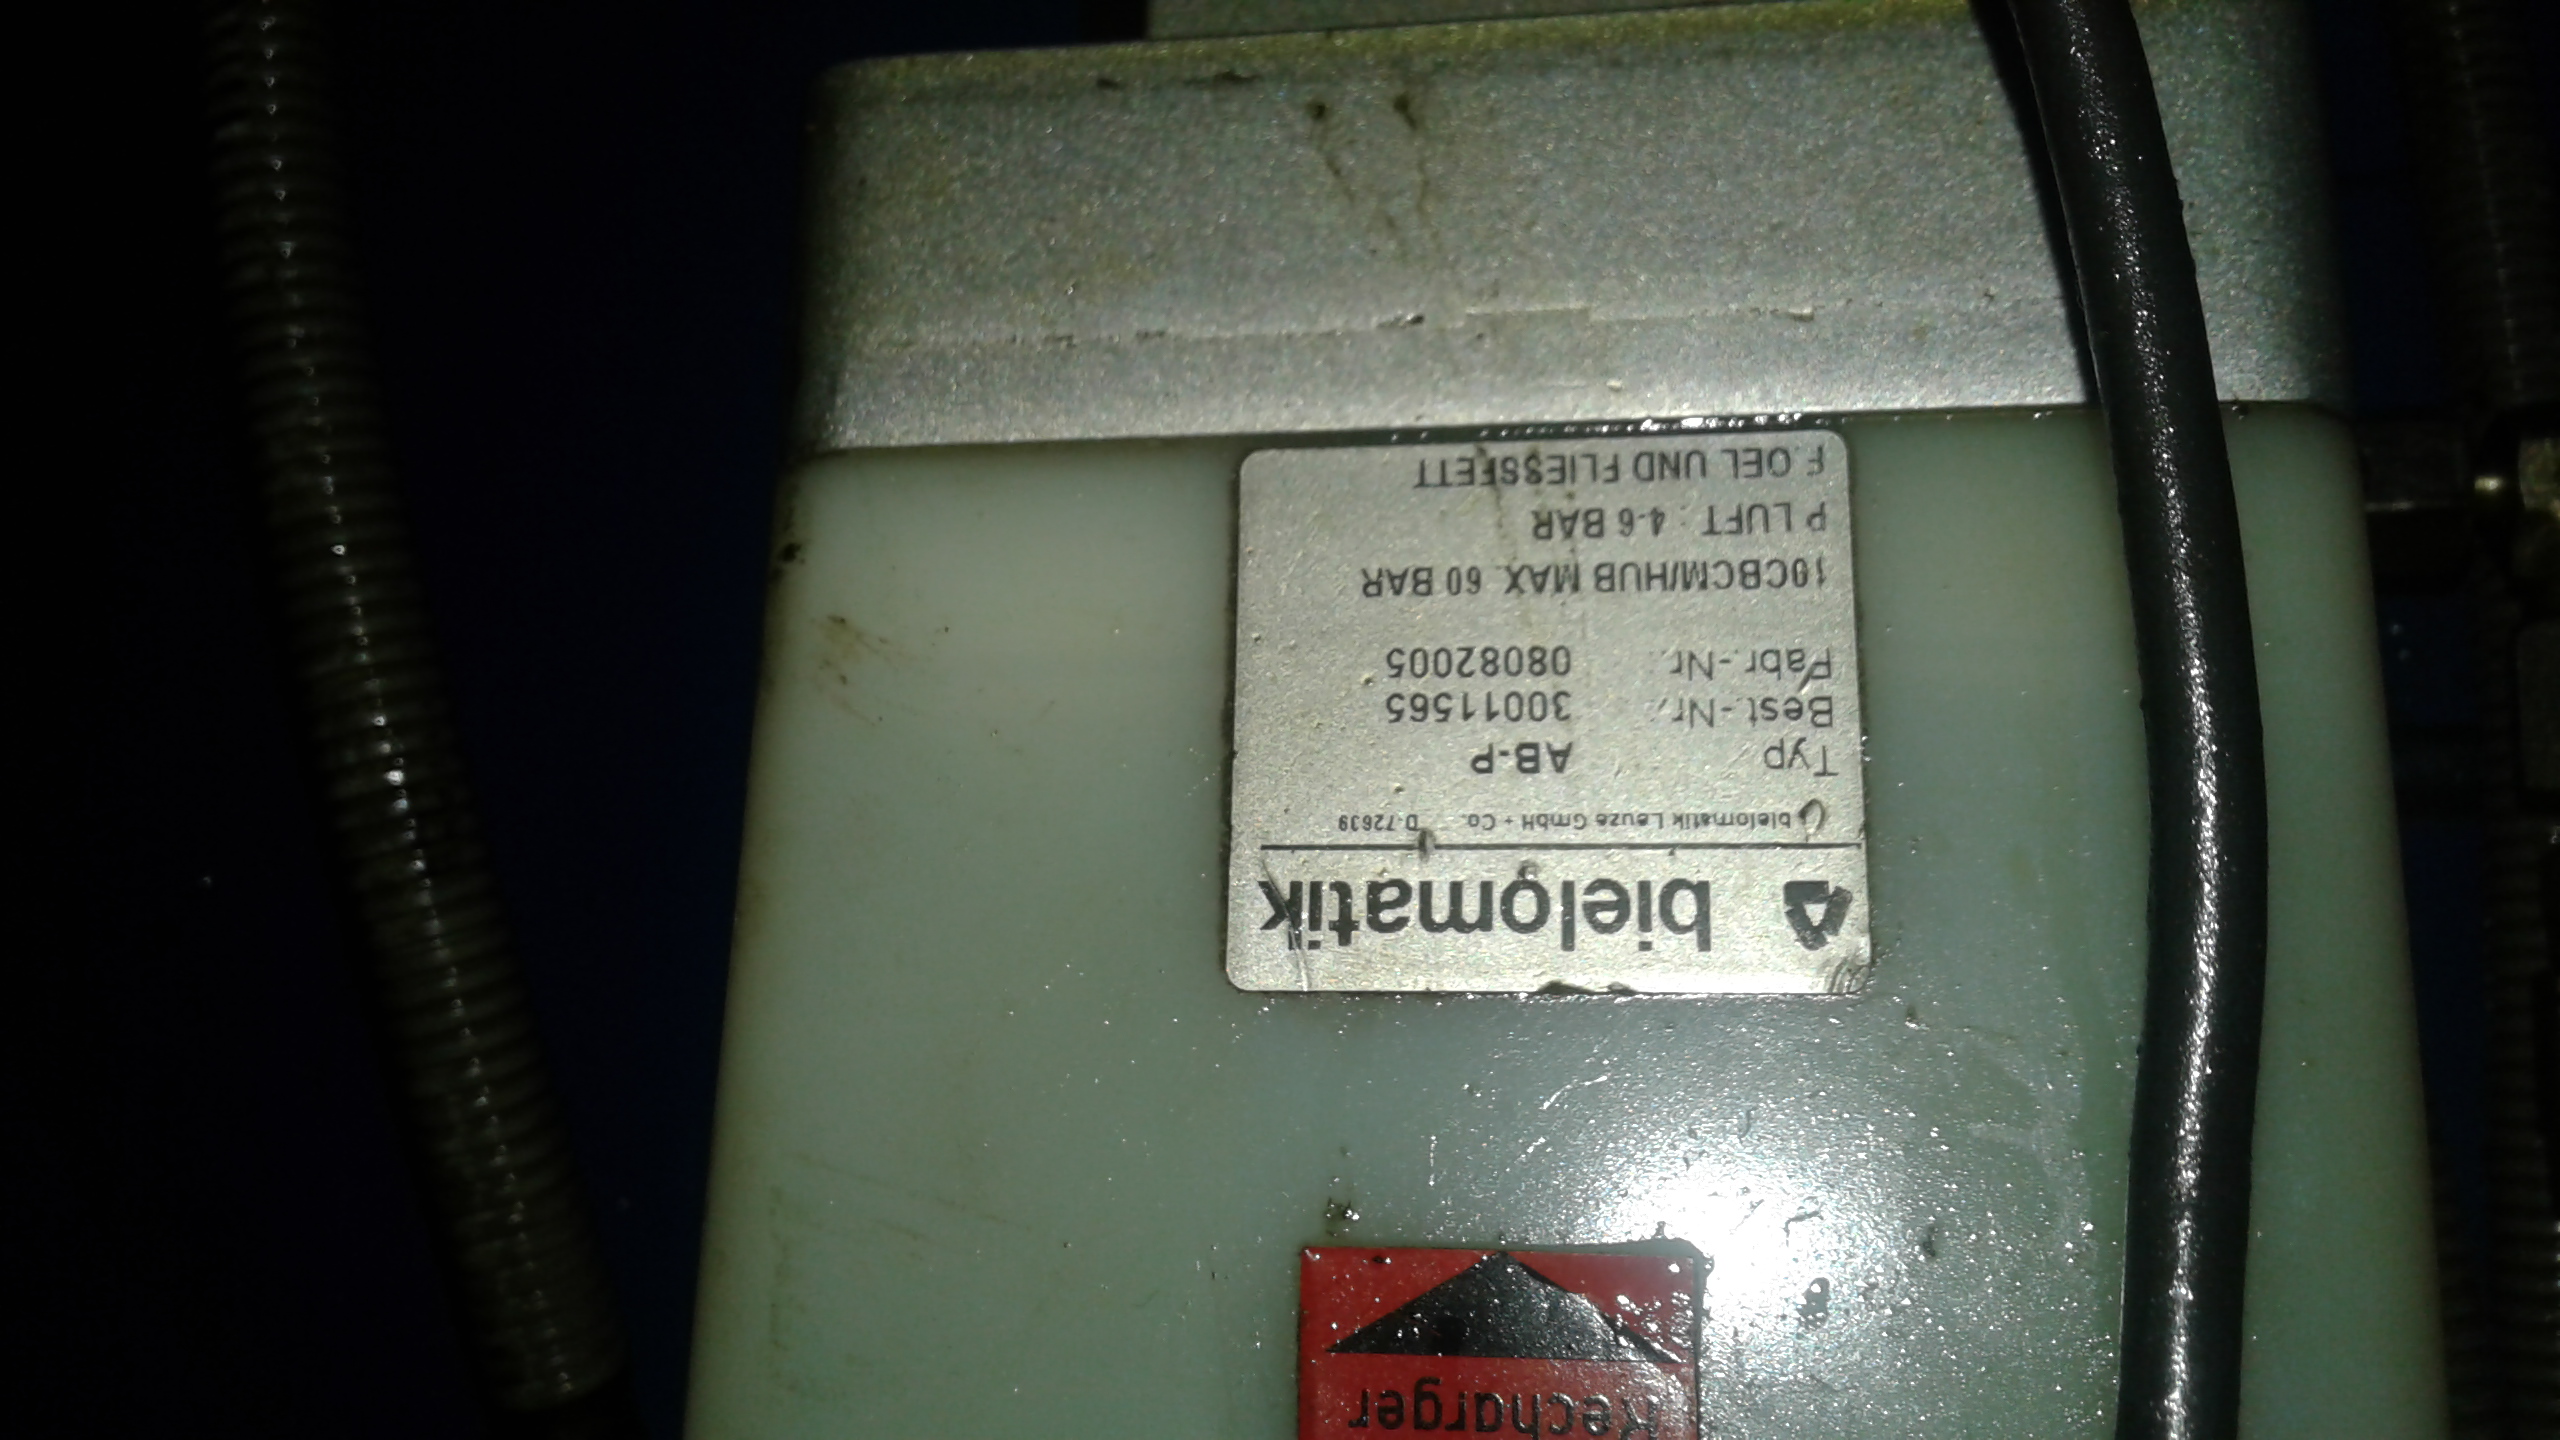 bielomatik
bielomatik Leuze GmbH + Co. D-72639
Typ AB-P
Best.-Nr.: 30011565
Fabr.-Nr.: 08082005
10CBCM/HUB MAX. 60 BAR
P LUFT : 4-6 BAR
F.OEL UND FLIESSFETT
Recharger